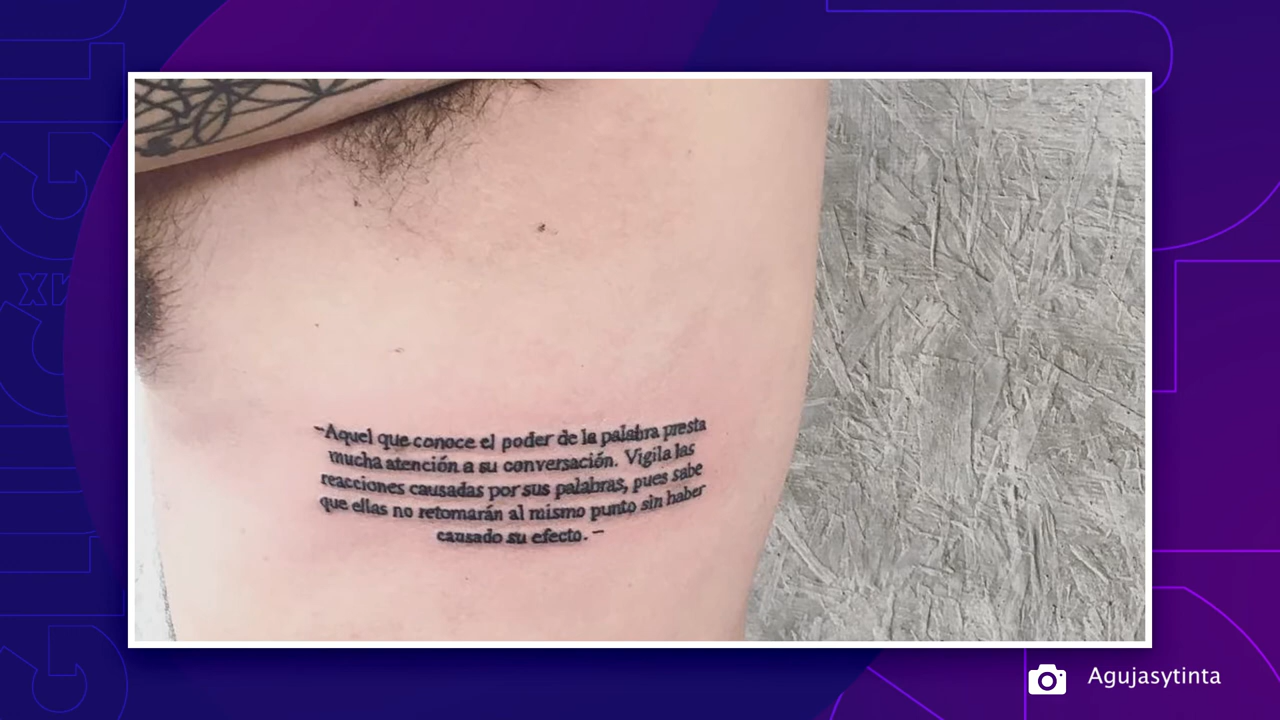 -Aquel que conoce el poder de la palabra presta
mucha atención a su conversación. Vigila las
reacciones causadas por sus palabras, pues sabe
que ellas no retornarán al mismo punto sin haber
causado su efecto. -
Agujasytinta